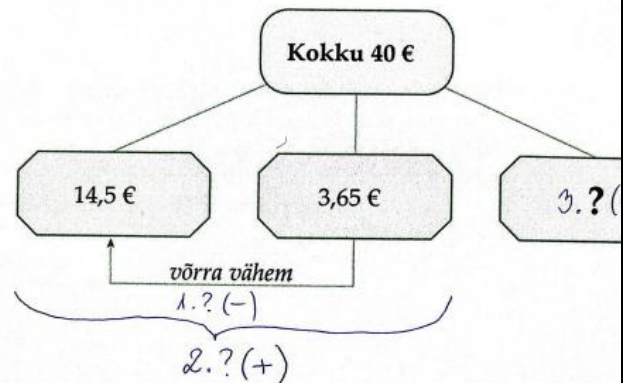 Kokku 40 €
14,5 €
3,65 €
3. ? (
võrra vähem
1. ? (-)
2. ? (+)